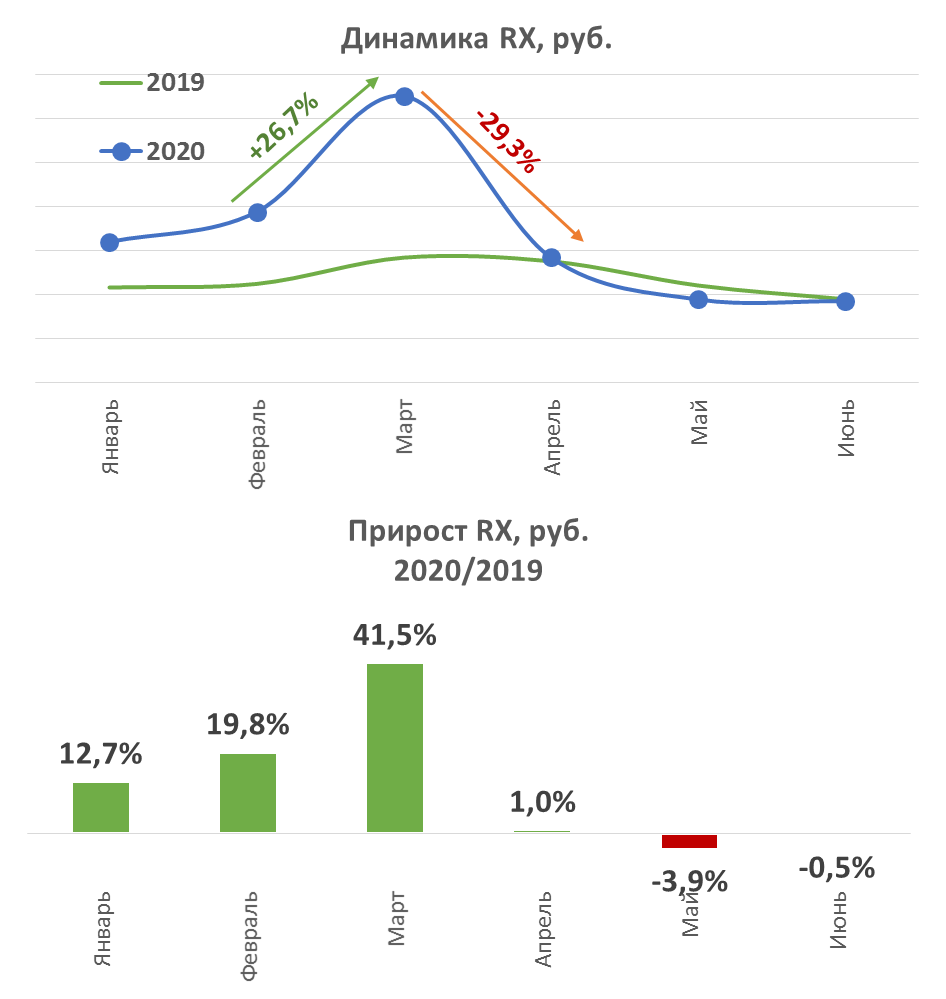 Динамика RX, руб.
2019
2020
+26,7%
-29,3%
Январь
Февраль
Март
Апрель
Май
Июнь
Прирост RX, руб.
2020/2019
12,7%
19,8%
41,5%
1,0%
-3,9%
-0,5%
Январь
Февраль
Март
Апрель
Май
Июнь